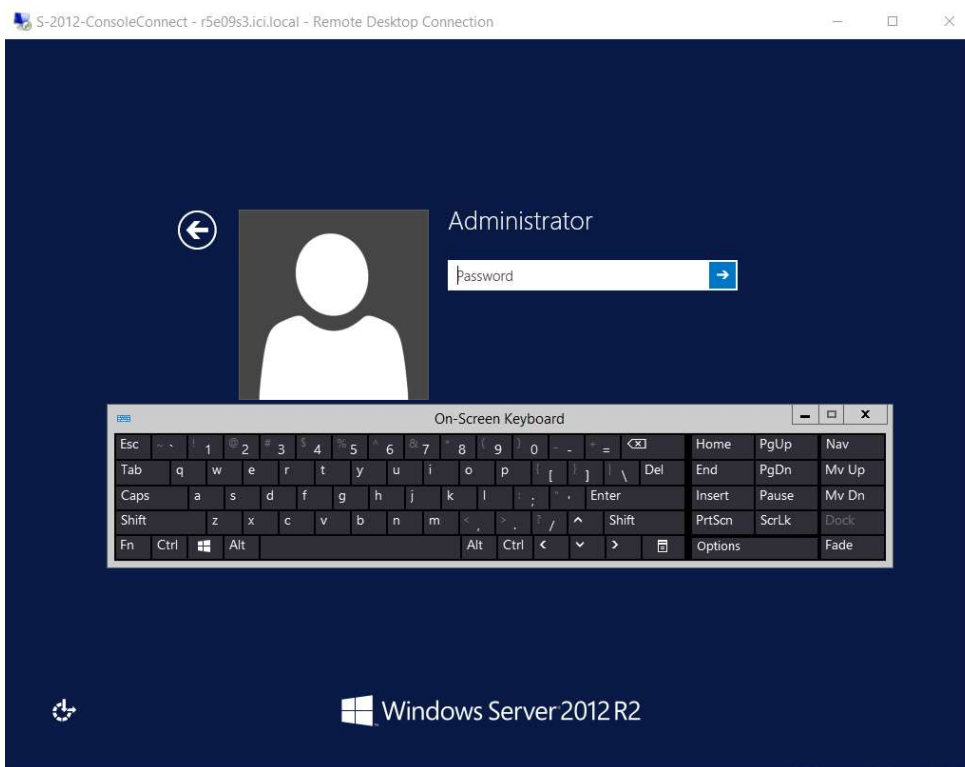 S-2012-ConsoleConnect - r5e09s3.ici.local - Remote Desktop Connection
Administrator
Password
On-Screen Keyboard
Esc ~ ` ! 1 @ 2 # 3 $ 4 % 5 ^ 6 & 7 * 8 ( 9 ) 0 _ - + = Home PgUp Nav
Tab q w e r t y u i o p { [ } ] | \ Del End PgDn Mv Up
Caps a s d f g h j k l : ; " ' Enter Insert Pause Mv Dn
Shift z x c v b n m < , > . ? / ^ Shift PrtScn ScrLk Dock
Fn Ctrl Alt Alt Ctrl Options Fade
Windows Server 2012 R2